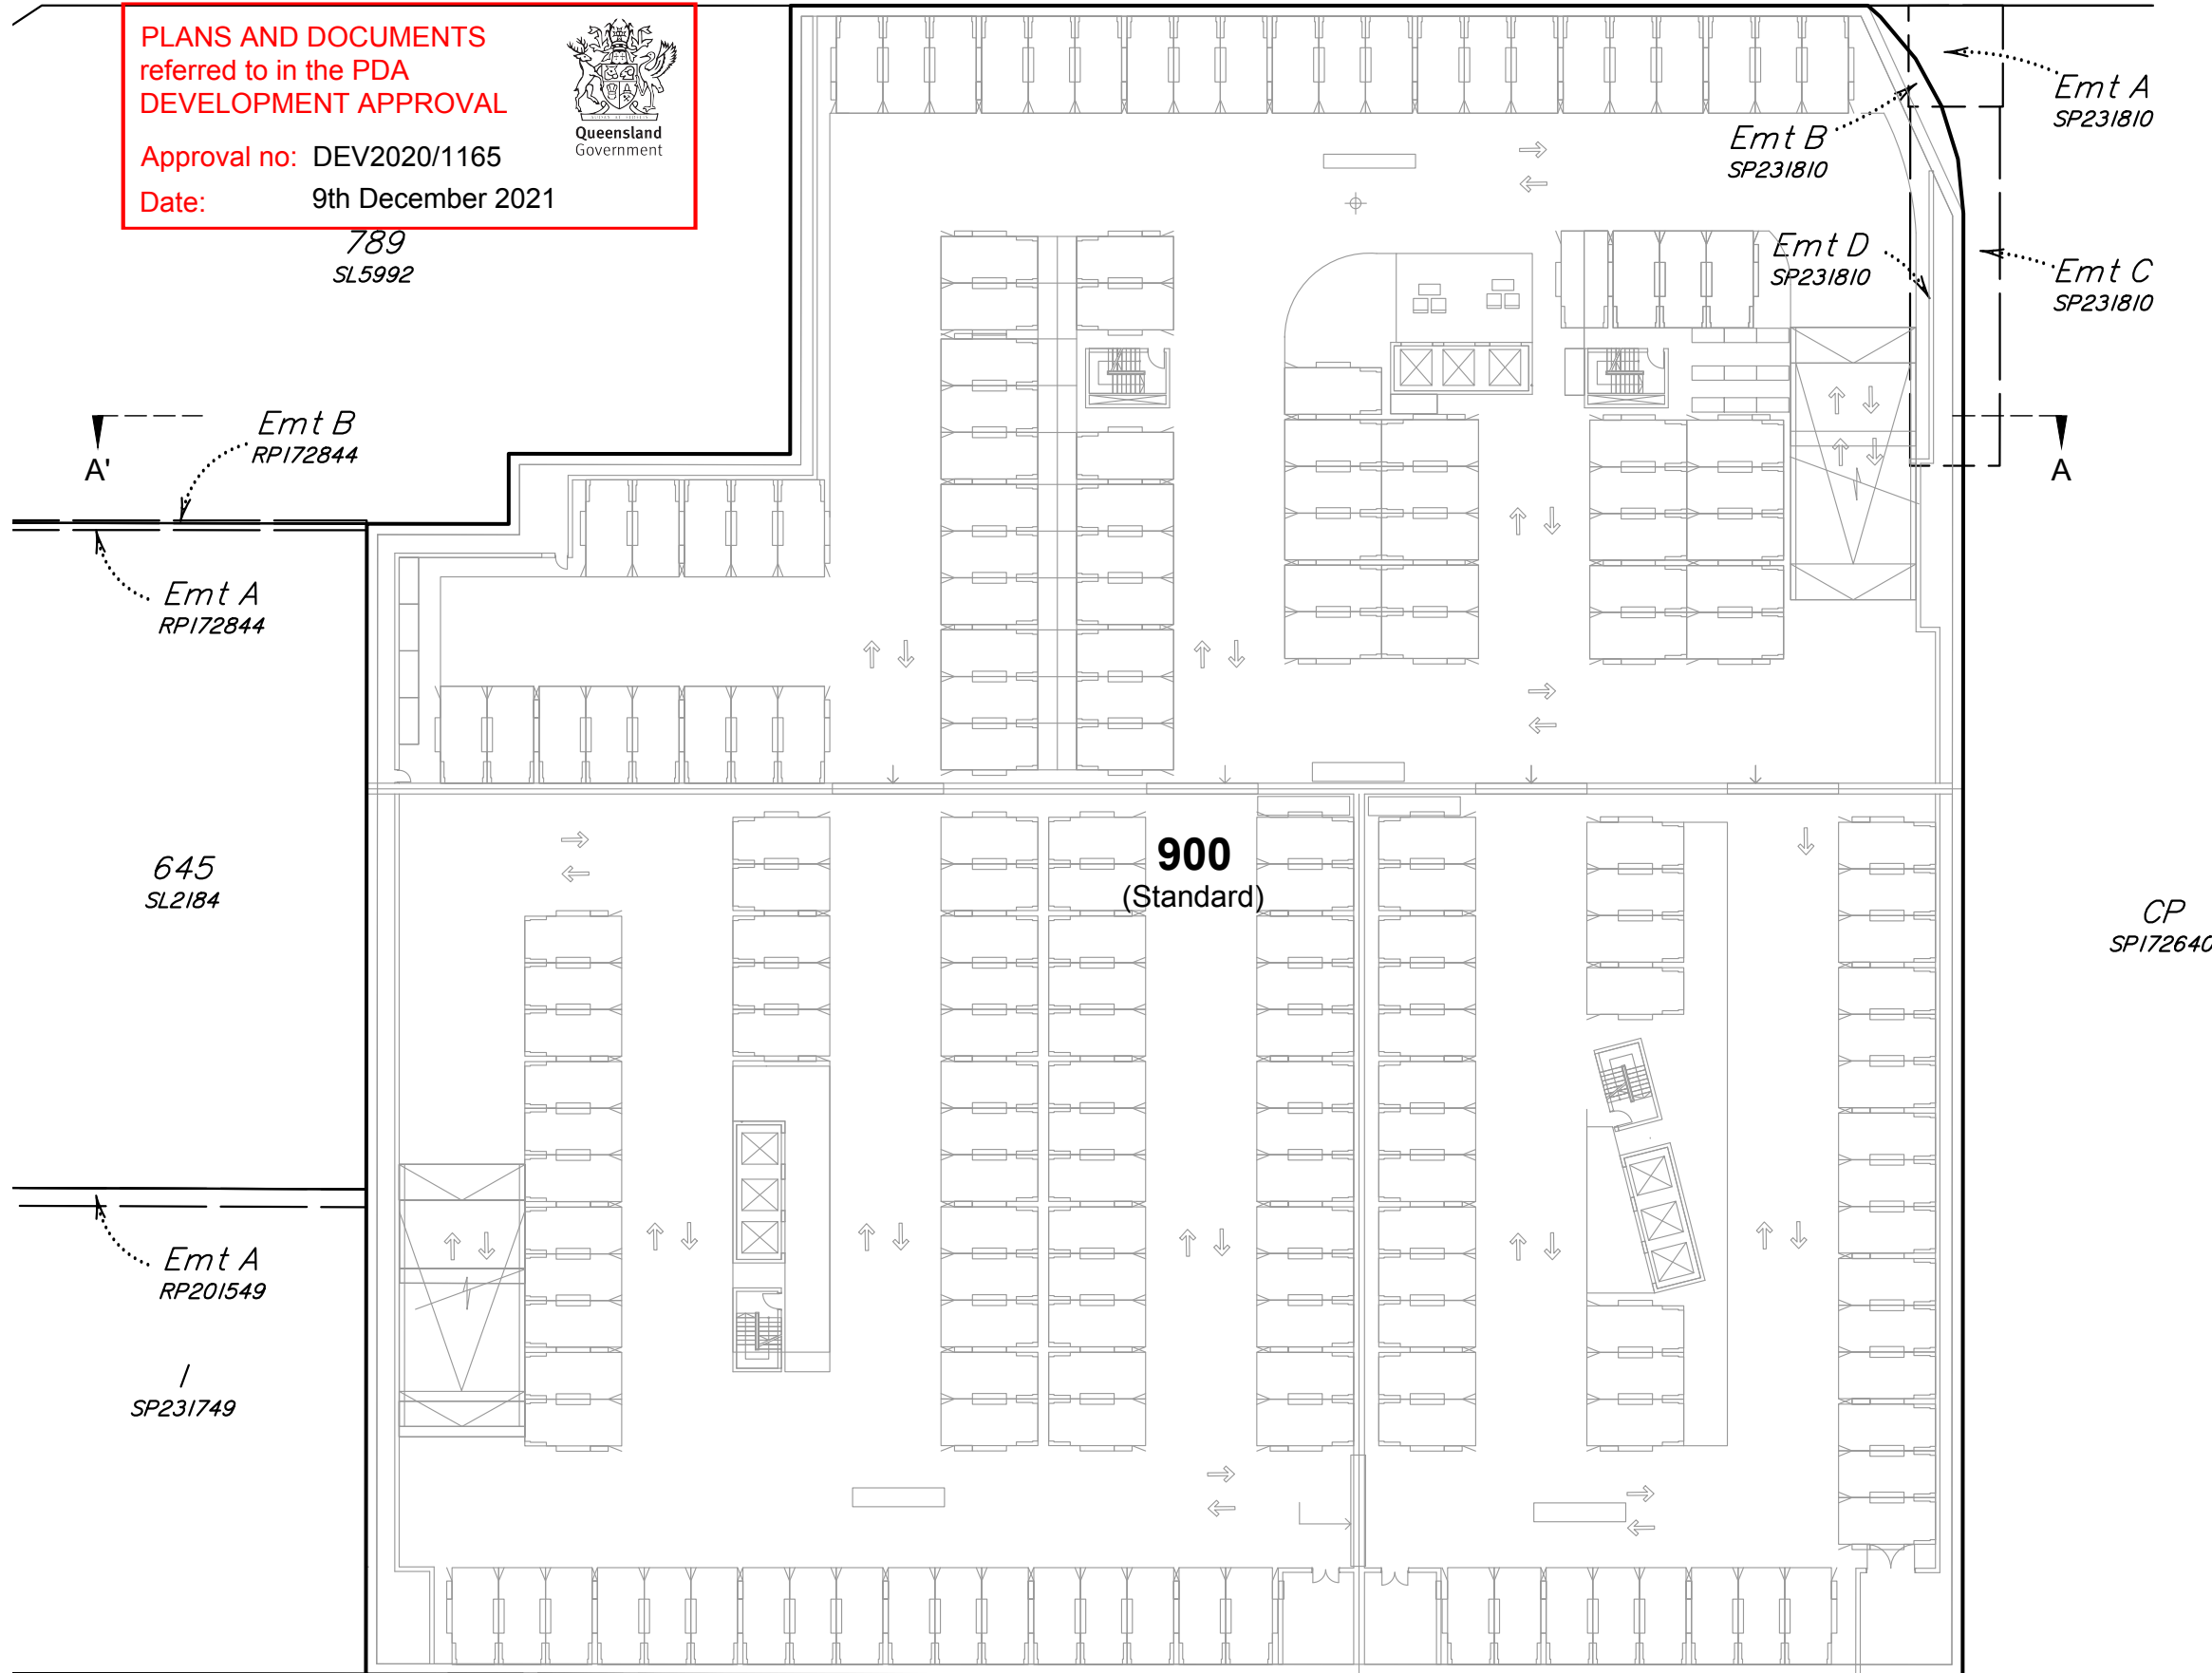 PLANS AND DOCUMENTS
referred to in the PDA
DEVELOPMENT APPROVAL
Queensland
Government
Approval no: DEV2020/1165
Date: 9th December 2021
789
SL5992
Emt A
SP231810
Emt B
SP231810
Emt D
SP231810
Emt C
SP231810
Emt B
RP172844
A'
A
Emt A
RP172844
645
SL2184
900
(Standard)
CP
SP172640
Emt A
RP201549
1
SP231749